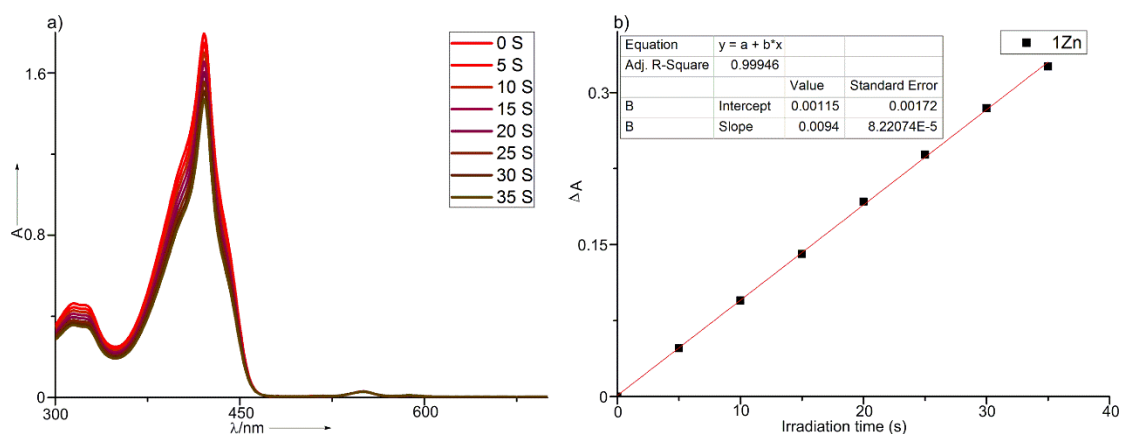 a)
1.6
0.8
0
A
300
450
600
λ/nm
0 S
5 S
10 S
15 S
20 S
25 S
30 S
35 S
b)
Equation y = a + b*x
Adj. R-Square 0.99946
Value Standard Error
B Intercept 0.00115 0.00172
B Slope 0.0094 8.22074E-5
1Zn
0.3
0.15
0
ΔA
0 10 20 30 40
Irradiation time (s)